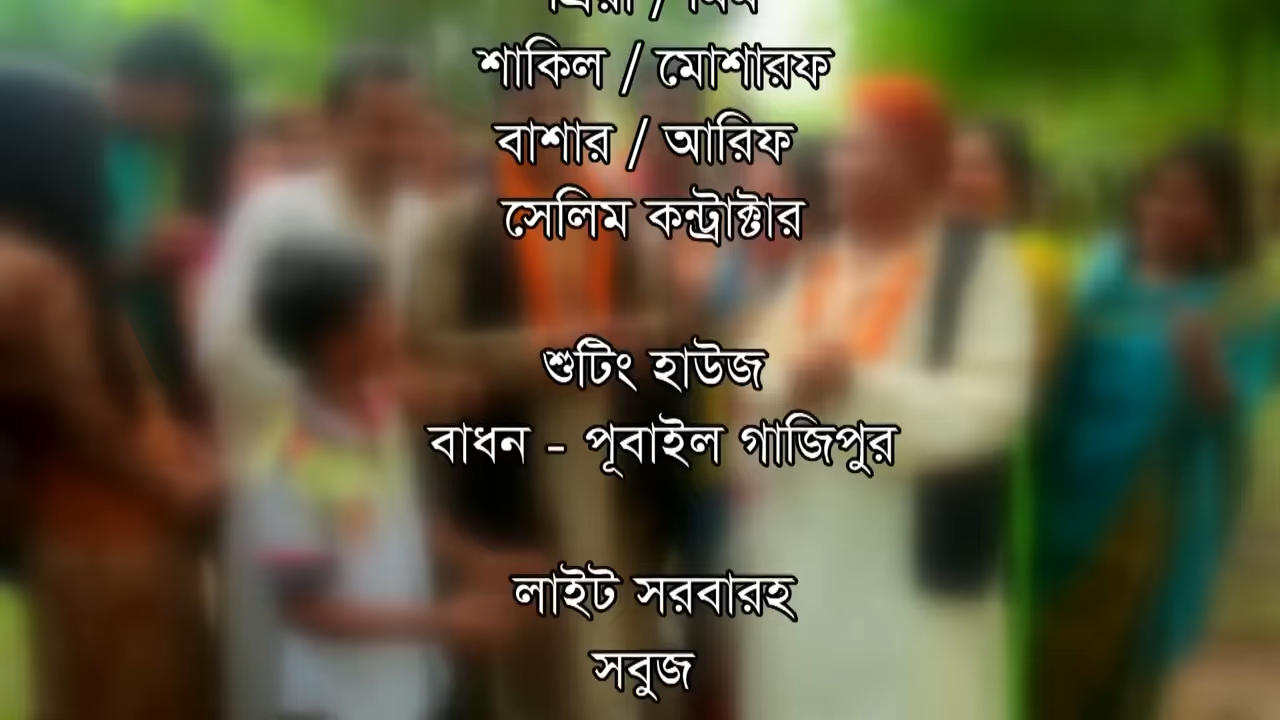 শাকিল / মোশারফ
বাশার / আরিফ
সেলিম কন্ট্রাক্টার
শুটিং হাউজ
বাধন - পূবাইল গাজিপুর
লাইট সরবারহ
সবুজ